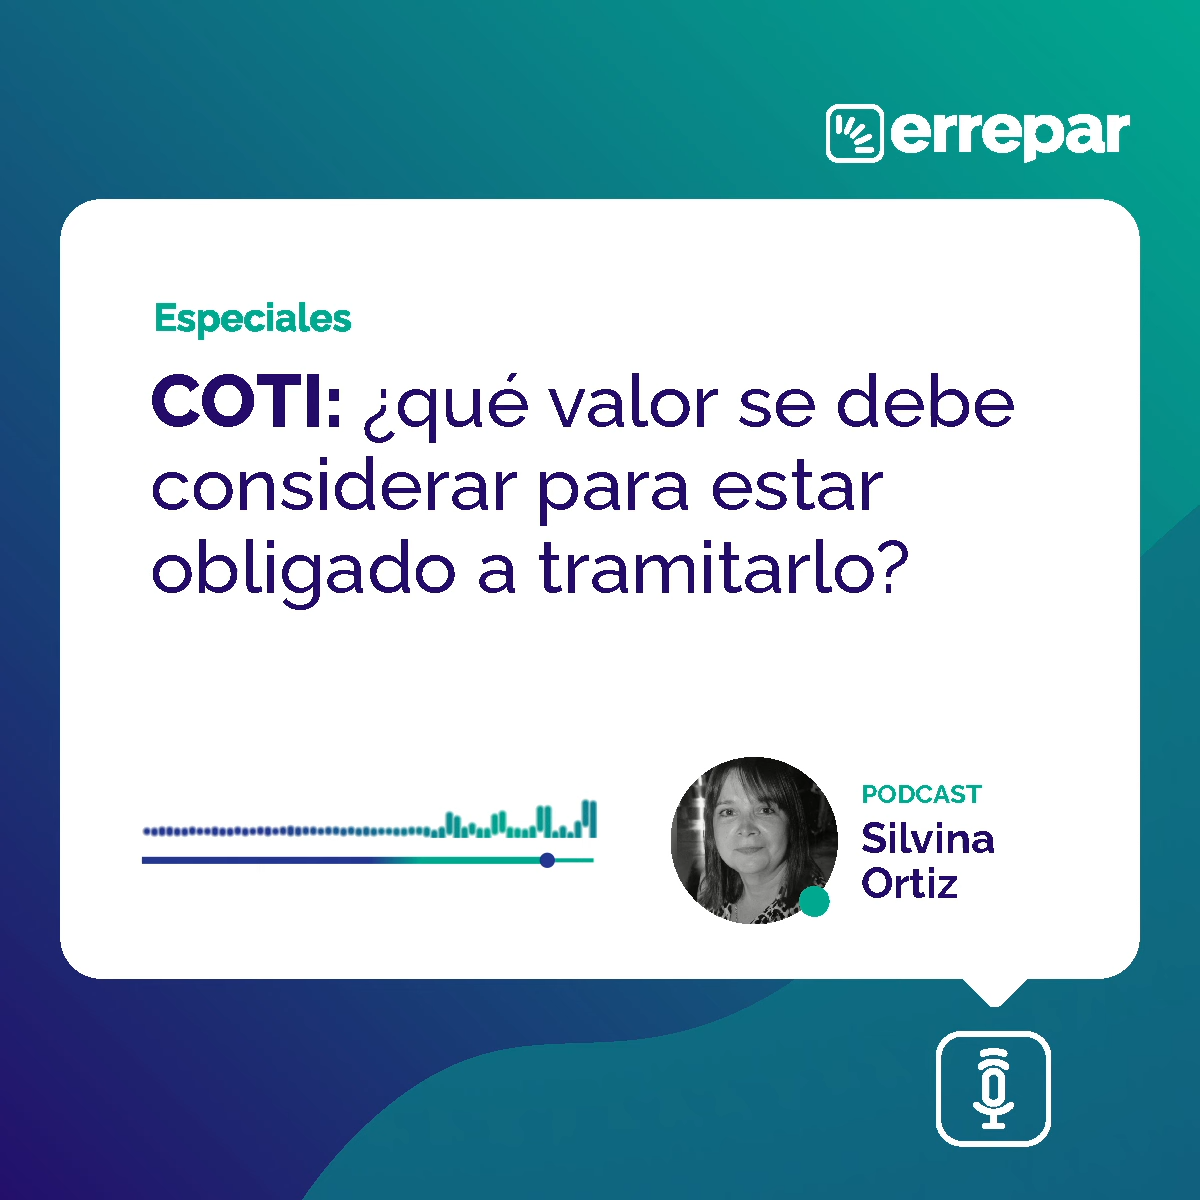 errepar
Especiales
COTI: ¿qué valor se debe
considerar para estar
obligado a tramitarlo?
PODCAST
Silvina
Ortiz